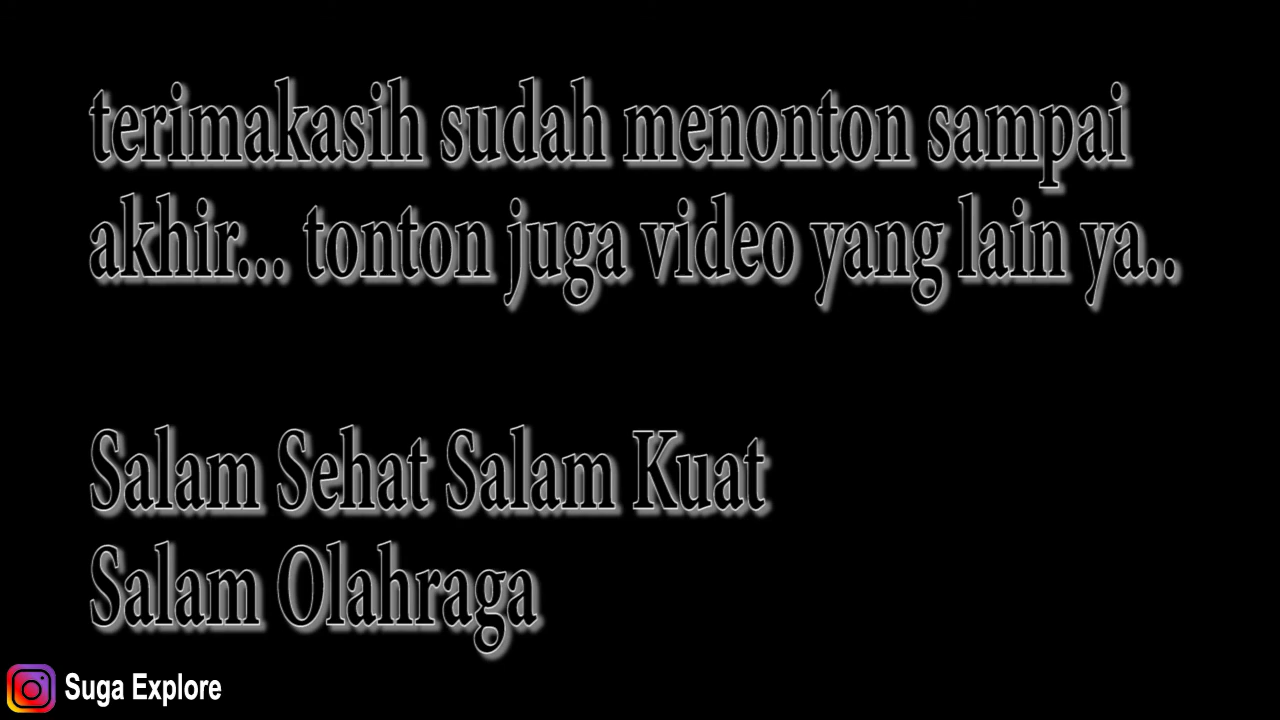 terimakasih sudah menonton sampai
akhir... tonton juga video yang lain ya..
Salam Sehat Salam Kuat
Salam Olahraga
Suga Explore